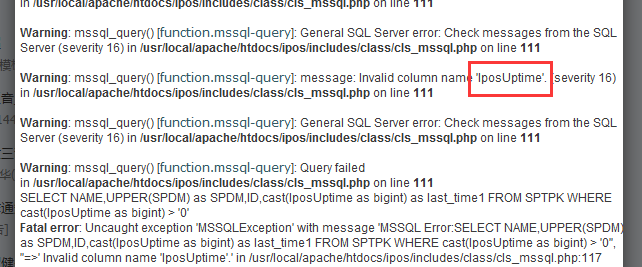 in /usr/local/apache/htdocs/ipos/includes/class/cls_mssql.php on line 111
Warning: mssql_query() [function.mssql-query]: General SQL Server error: Check messages from the SQL
Server (severity 16) in /usr/local/apache/htdocs/ipos/includes/class/cls_mssql.php on line 111
Warning: mssql_query() [function.mssql-query]: message: Invalid column name 'IposUptime'. (severity 16)
in /usr/local/apache/htdocs/ipos/includes/class/cls_mssql.php on line 111
Warning: mssql_query() [function.mssql-query]: General SQL Server error: Check messages from the SQL
Server (severity 16) in /usr/local/apache/htdocs/ipos/includes/class/cls_mssql.php on line 111
Warning: mssql_query() [function.mssql-query]: Query failed
in /usr/local/apache/htdocs/ipos/includes/class/cls_mssql.php on line 111
SELECT NAME,UPPER(SPDM) as SPDM,ID,cast(IposUptime as bigint) as last_time1 FROM SPTPK WHERE
cast(IposUptime as bigint) > '0'
Fatal error: Uncaught exception 'MSSQLException' with message 'MSSQL Error:SELECT NAME,UPPER(SPDM)
as SPDM,ID,cast(IposUptime as bigint) as last_time1 FROM SPTPK WHERE cast(IposUptime as bigint) > '0'',
"=>' Invalid column name 'IposUptime'.' in /usr/local/apache/htdocs/ipos/includes/class/cls_mssql.php:117